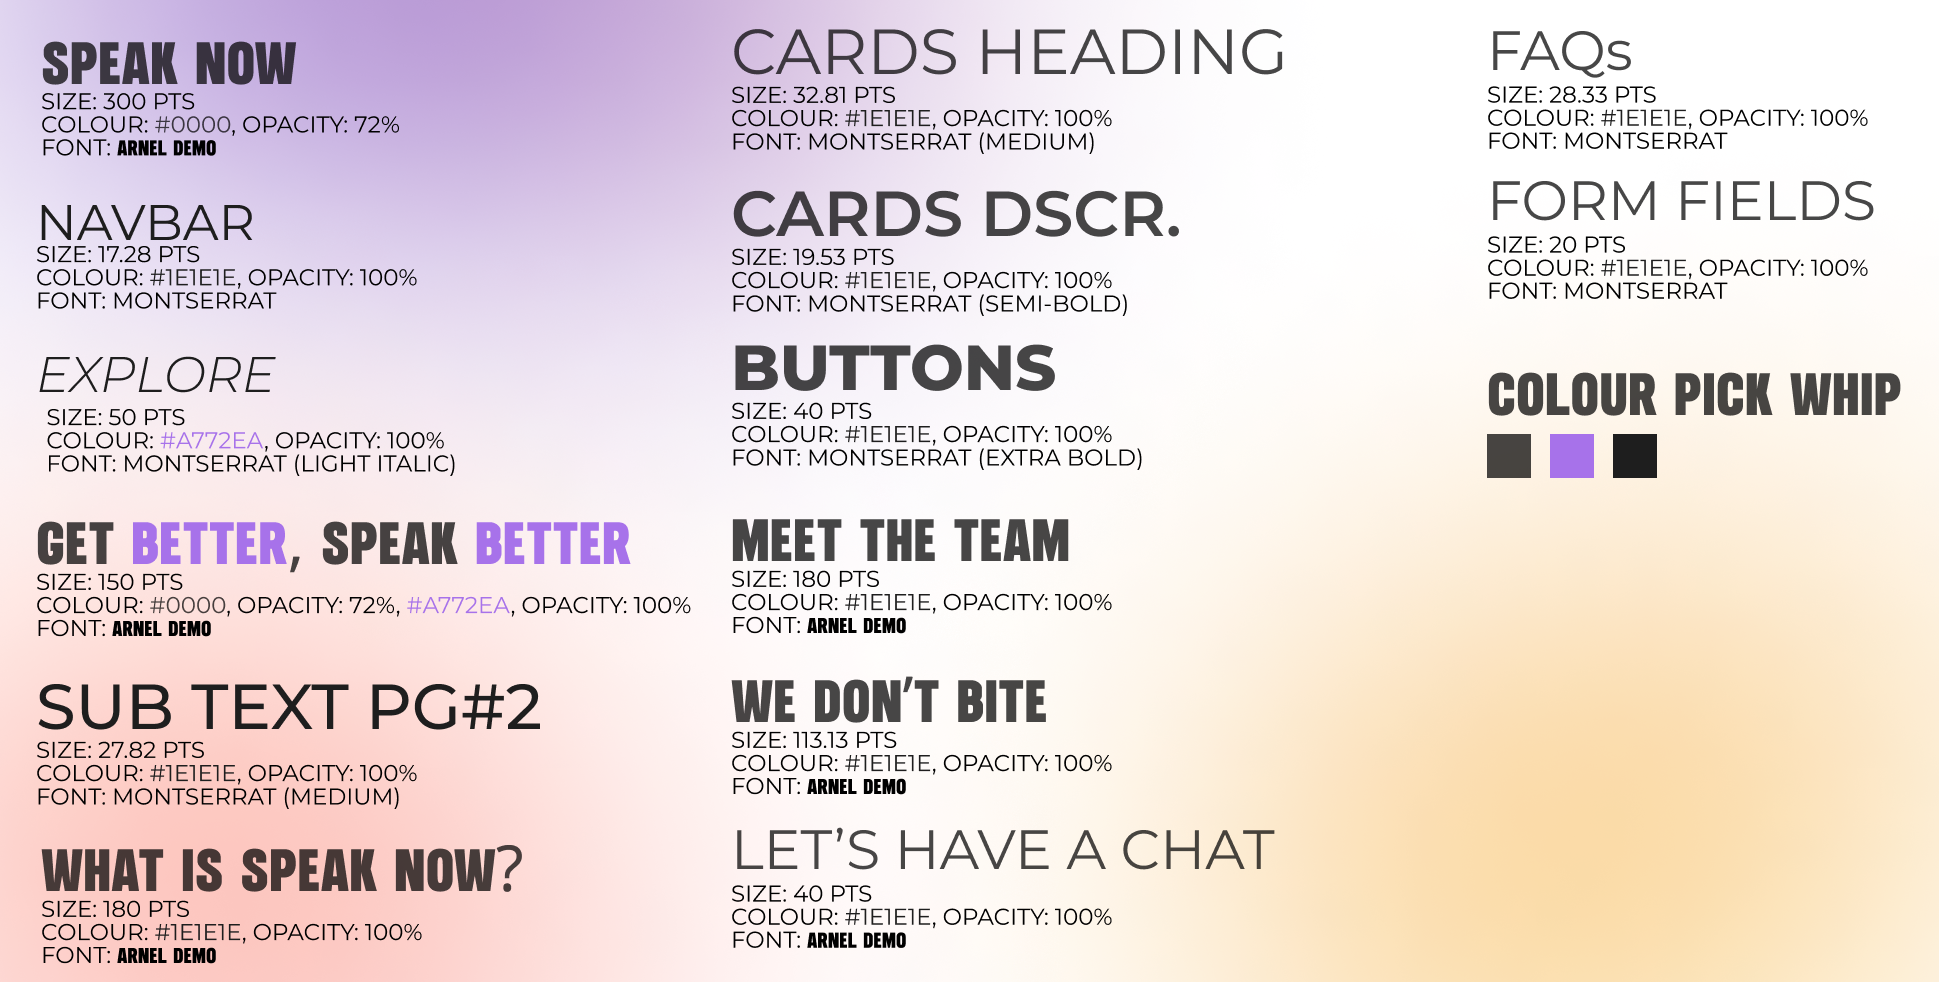 SPEAK NOW
SIZE: 300 PTS
COLOUR: #0000, OPACITY: 72%
FONT: ARNEL DEMO
NAVBAR
SIZE: 17.28 PTS
COLOUR: #1E1E1E, OPACITY: 100%
FONT: MONTSERRAT
EXPLORE
SIZE: 50 PTS
COLOUR: #A772EA, OPACITY: 100%
FONT: MONTSERRAT (LIGHT ITALIC)
GET BETTER, SPEAK BETTER
SIZE: 150 PTS
COLOUR: #0000, OPACITY: 72%, #A772EA, OPACITY: 100%
FONT: ARNEL DEMO
SUB TEXT PG#2
SIZE: 27.82 PTS
COLOUR: #1E1E1E, OPACITY: 100%
FONT: MONTSERRAT (MEDIUM)
WHAT IS SPEAK NOW?
SIZE: 180 PTS
COLOUR: #1E1E1E, OPACITY: 100%
FONT: ARNEL DEMO
CARDS HEADING
SIZE: 32.81 PTS
COLOUR: #1E1E1E, OPACITY: 100%
FONT: MONTSERRAT (MEDIUM)
CARDS DSCR.
SIZE: 19.53 PTS
COLOUR: #1E1E1E, OPACITY: 100%
FONT: MONTSERRAT (SEMI-BOLD)
BUTTONS
SIZE: 40 PTS
COLOUR: #1E1E1E, OPACITY: 100%
FONT: MONTSERRAT (EXTRA BOLD)
MEET THE TEAM
SIZE: 180 PTS
COLOUR: #1E1E1E, OPACITY: 100%
FONT: ARNEL DEMO
WE DON'T BITE
SIZE: 113.13 PTS
COLOUR: #1E1E1E, OPACITY: 100%
FONT: ARNEL DEMO
LET'S HAVE A CHAT
SIZE: 40 PTS
COLOUR: #1E1E1E, OPACITY: 100%
FONT: ARNEL DEMO
FAQs
SIZE: 28.33 PTS
COLOUR: #1E1E1E, OPACITY: 100%
FONT: MONTSERRAT
FORM FIELDS
SIZE: 20 PTS
COLOUR: #1E1E1E, OPACITY: 100%
FONT: MONTSERRAT
COLOUR PICK WHIP